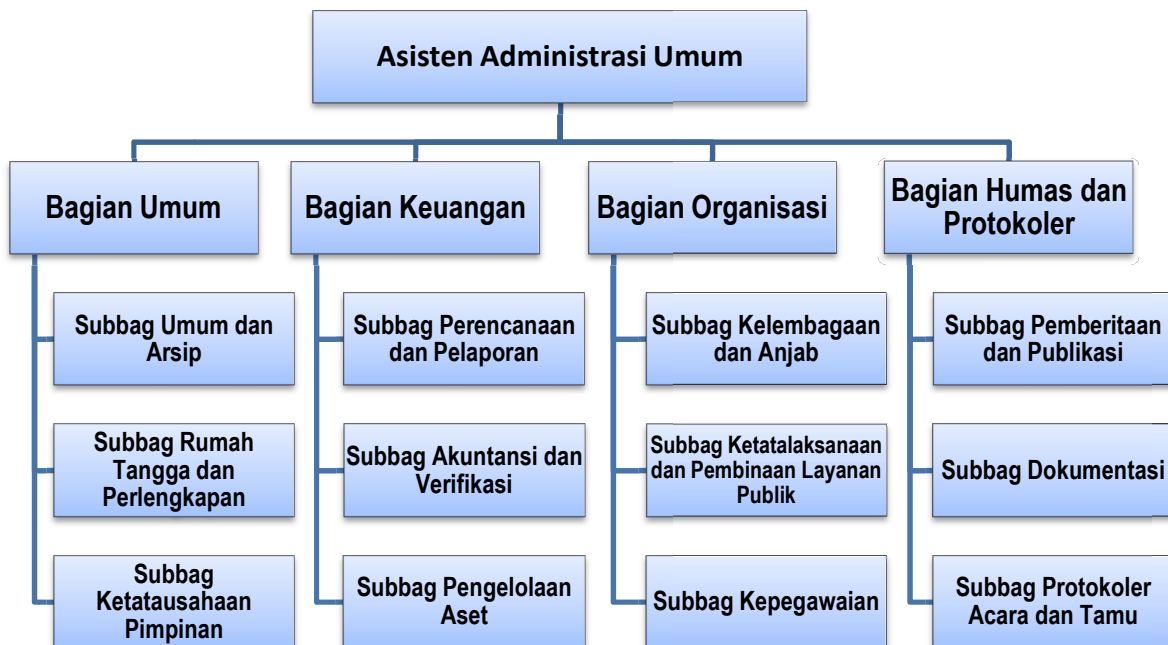 Asisten Administrasi Umum
Bagian Umum
Bagian Keuangan
Bagian Organisasi
Bagian Humas dan
Protokoler
Subbag Umum dan
Arsip
Subbag Perencanaan
dan Pelaporan
Subbag Kelembagaan
dan Anjab
Subbag Pemberitaan
dan Publikasi
Subbag Rumah
Tangga dan
Perlengkapan
Subbag Akuntansi dan
Verifikasi
Subbag Ketatalaksanaan
dan Pembinaan Layanan
Publik
Subbag Dokumentasi
Subbag
Ketatausahaan
Pimpinan
Subbag Pengelolaan
Aset
Subbag Kepegawaian
Subbag Protokoler
Acara dan Tamu